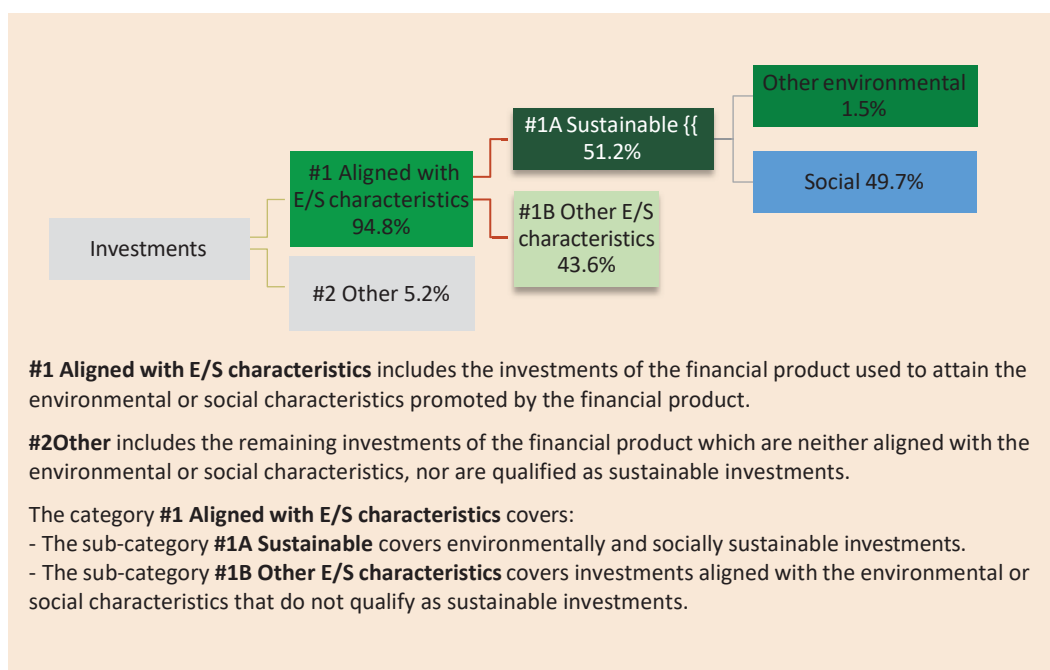 Other environmental
1.5%
#1A Sustainable {{
51.2%
Social 49.7%
#1 Aligned with
E/S characteristics
94.8%
#1B Other E/S
characteristics
43.6%
Investments
#2 Other 5.2%
#1 Aligned with E/S characteristics includes the investments of the financial product used to attain the
environmental or social characteristics promoted by the financial product.
#2Other includes the remaining investments of the financial product which are neither aligned with the
environmental or social characteristics, nor are qualified as sustainable investments.
The category #1 Aligned with E/S characteristics covers:
- The sub-category #1A Sustainable covers environmentally and socially sustainable investments.
- The sub-category #1B Other E/S characteristics covers investments aligned with the environmental or
social characteristics that do not qualify as sustainable investments.